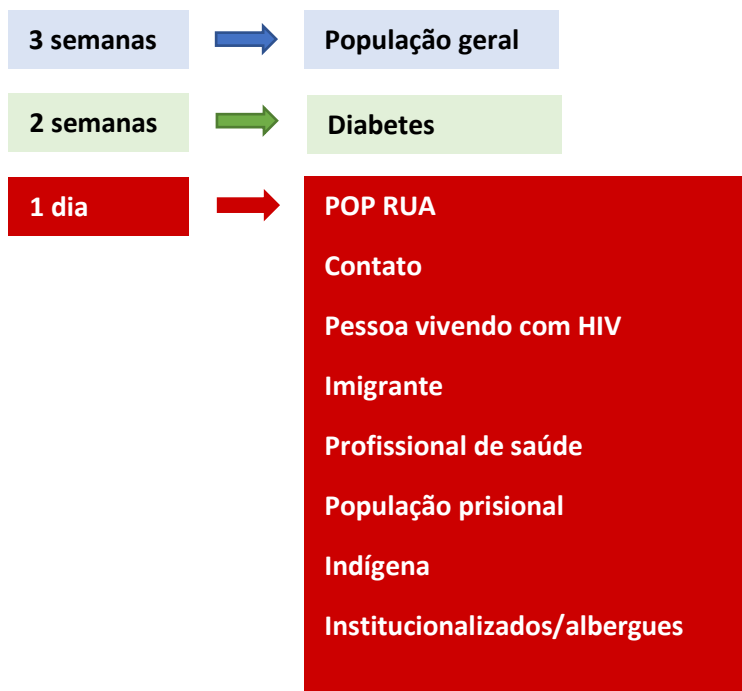 3 semanas
População geral
2 semanas
Diabetes
1 dia
POP RUA
Contato
Pessoa vivendo com HIV
Imigrante
Profissional de saúde
População prisional
Indígena
Institucionalizados/albergues